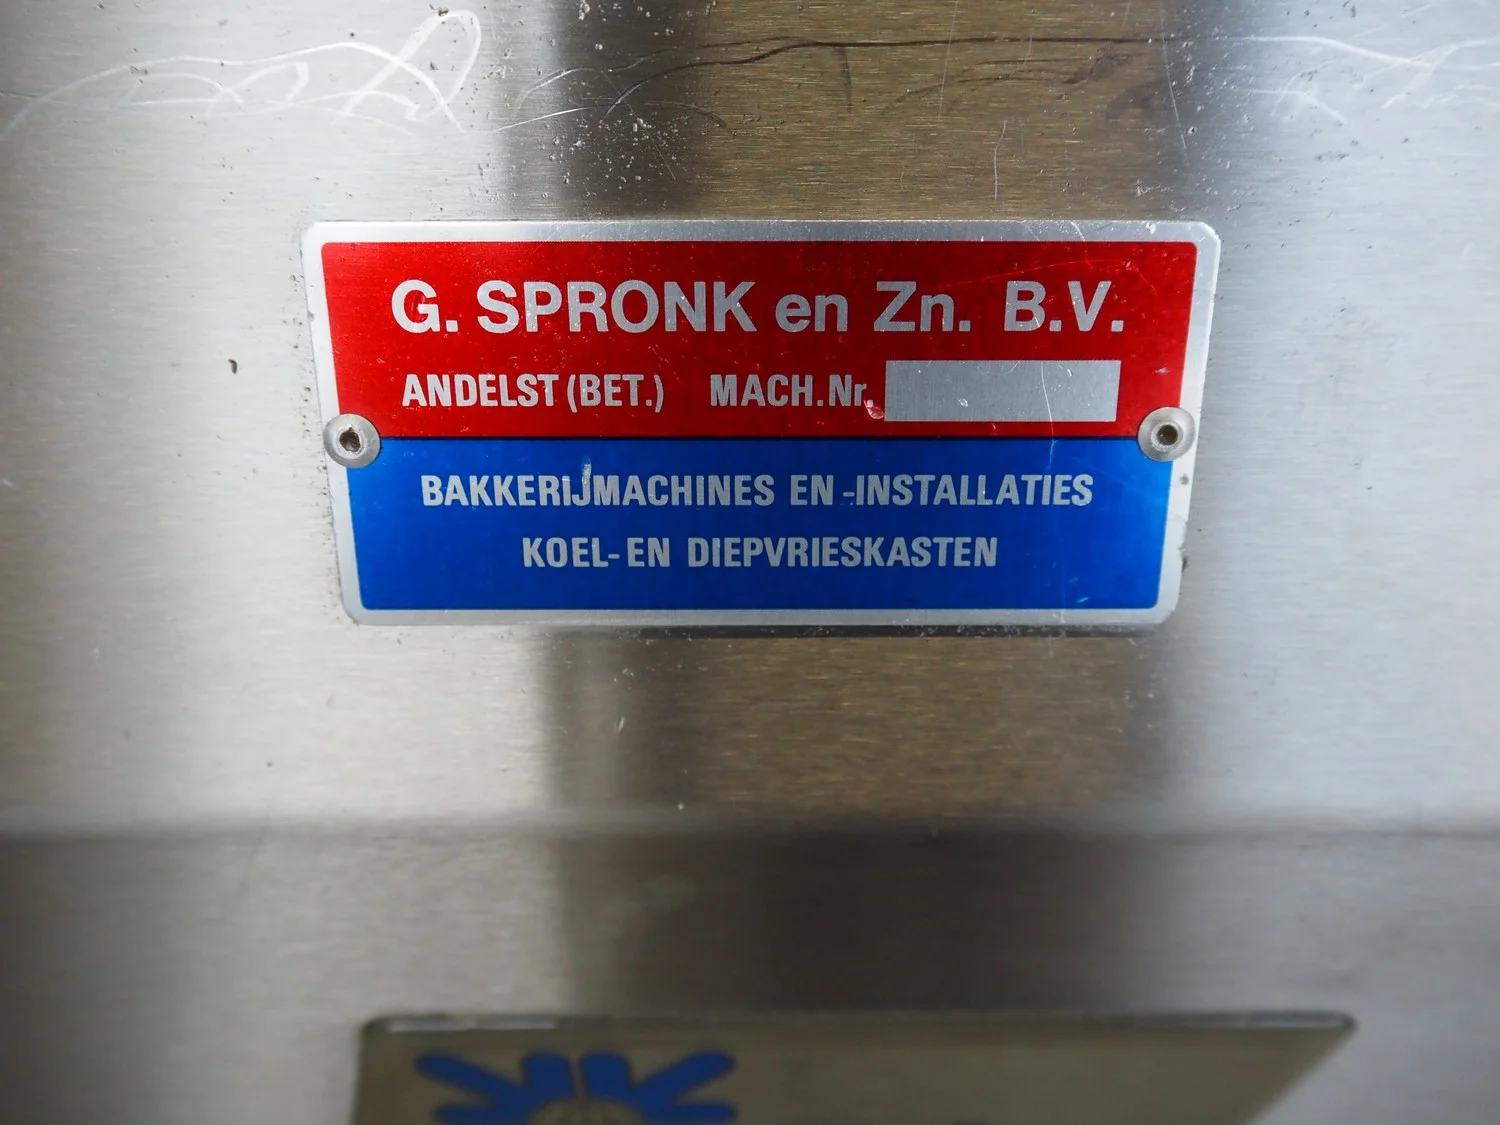 G. SPRONK en Zn. B.V.
ANDELST (BET.) MACH.Nr.
BAKKERIJMACHINES EN -INSTALLATIES
KOEL- EN DIEPVRIESKASTEN